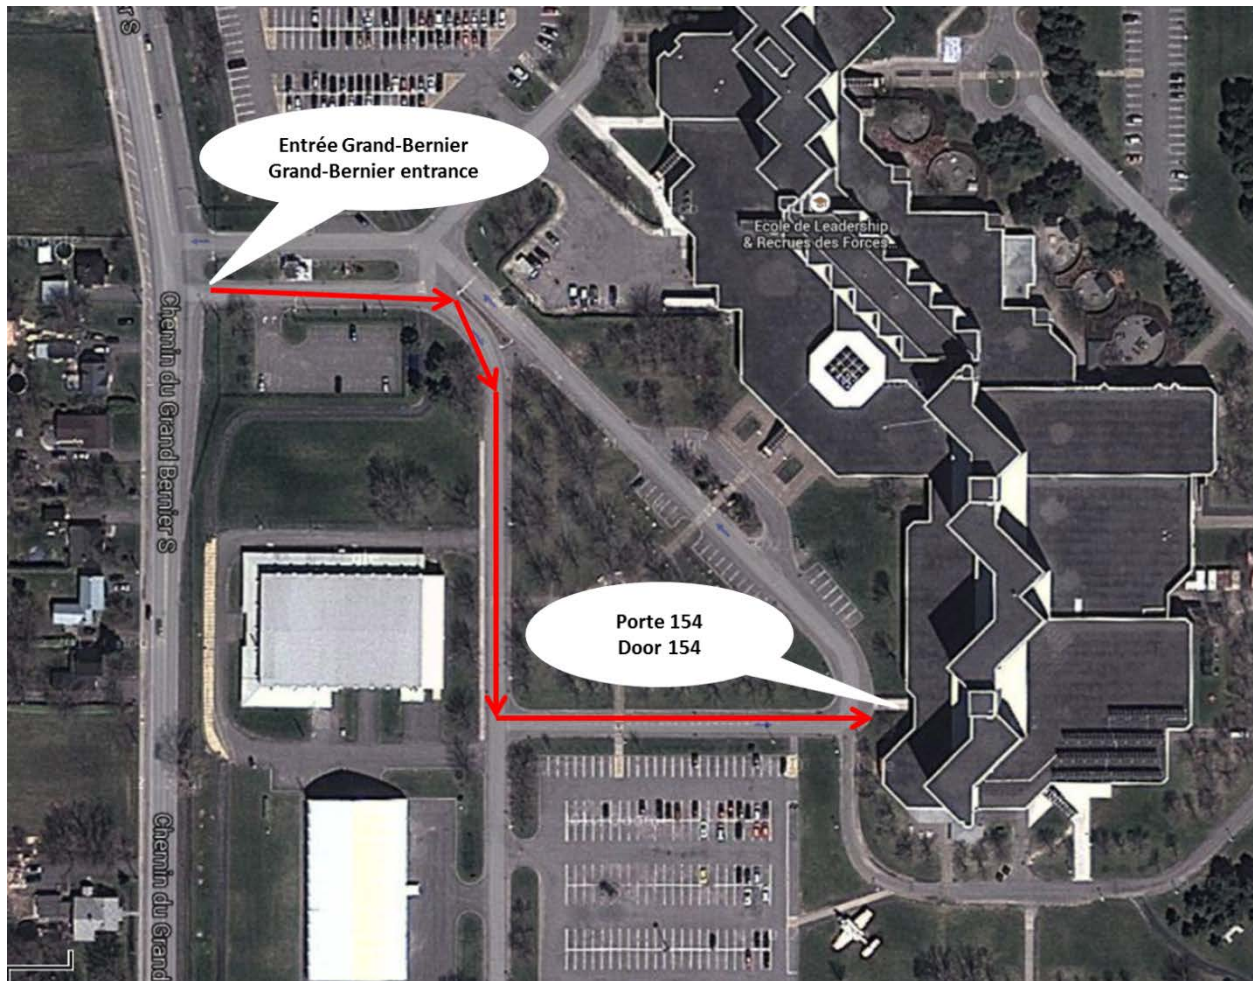 r S
Entrée Grand-Bernier
Grand-Bernier entrance
Ecole de Leadership
& Recrues des Forces...
Chemin du Grand Bernier S
Porte 154
Door 154
Chemin du Grand